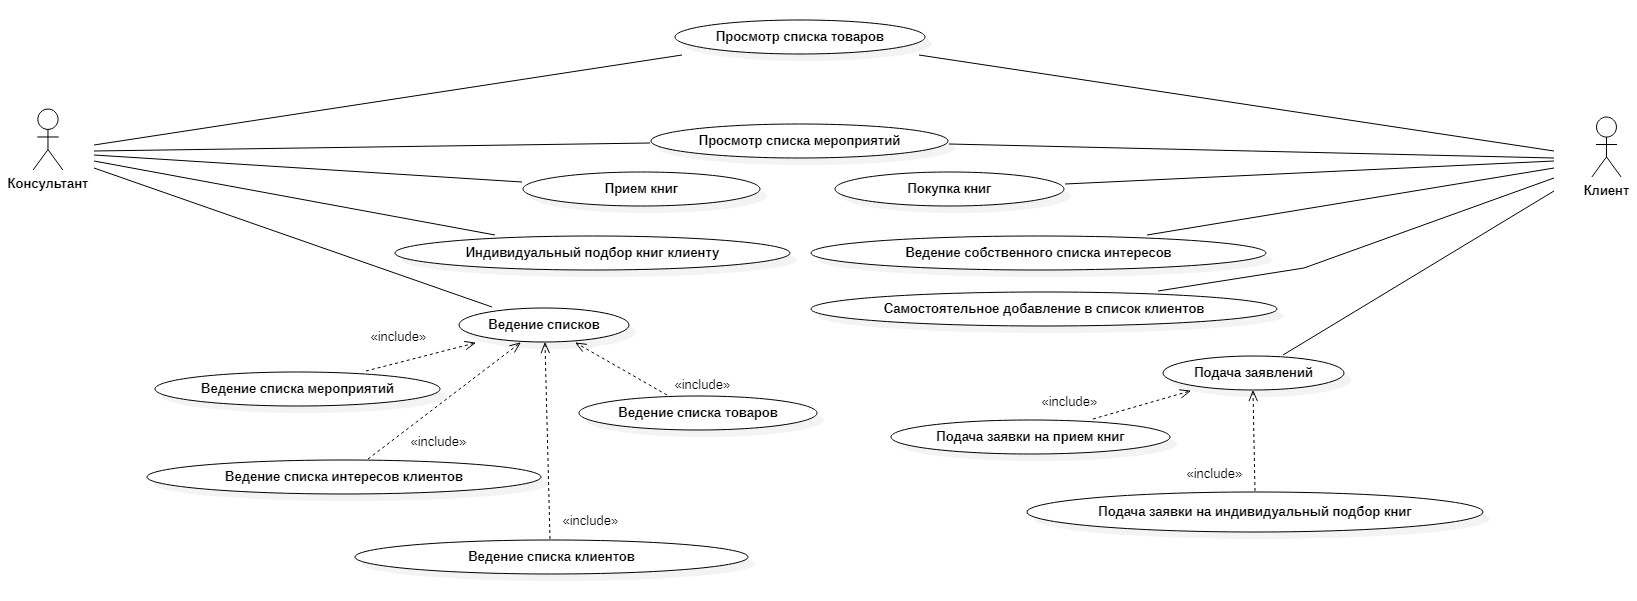 Просмотр списка товаров
Просмотр списка мероприятий
Консультант
Клиент
Прием книг
Покупка книг
Индивидуальный подбор книг клиенту
Ведение собственного списка интересов
Самостоятельное добавление в список клиентов
Ведение списков
«include»
Подача заявлений
Ведение списка мероприятий
«include»
Ведение списка товаров
«include»
Подача заявки на прием книг
«include»
Ведение списка интересов клиентов
«include»
Подача заявки на индивидуальный подбор книг
«include»
Ведение списка клиентов